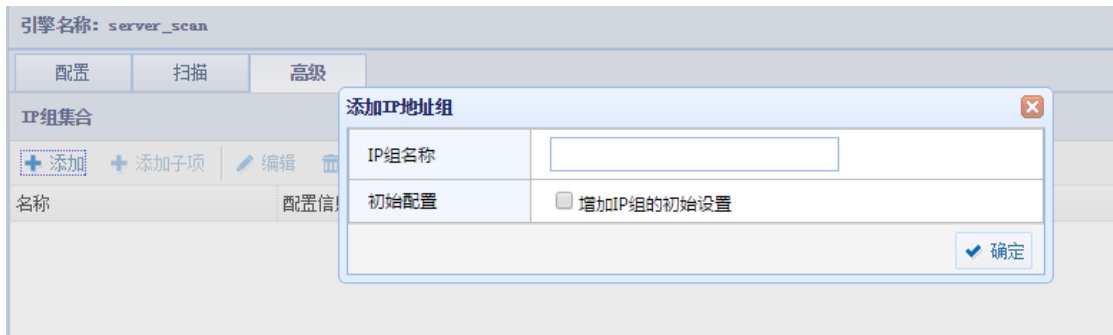 引擎名称: server_scan
配置 扫描 高级
IP组集合
添加 添加子项 编辑
名称 配置信息
添加IP地址组
IP组名称
初始配置 增加IP组的初始设置
确定